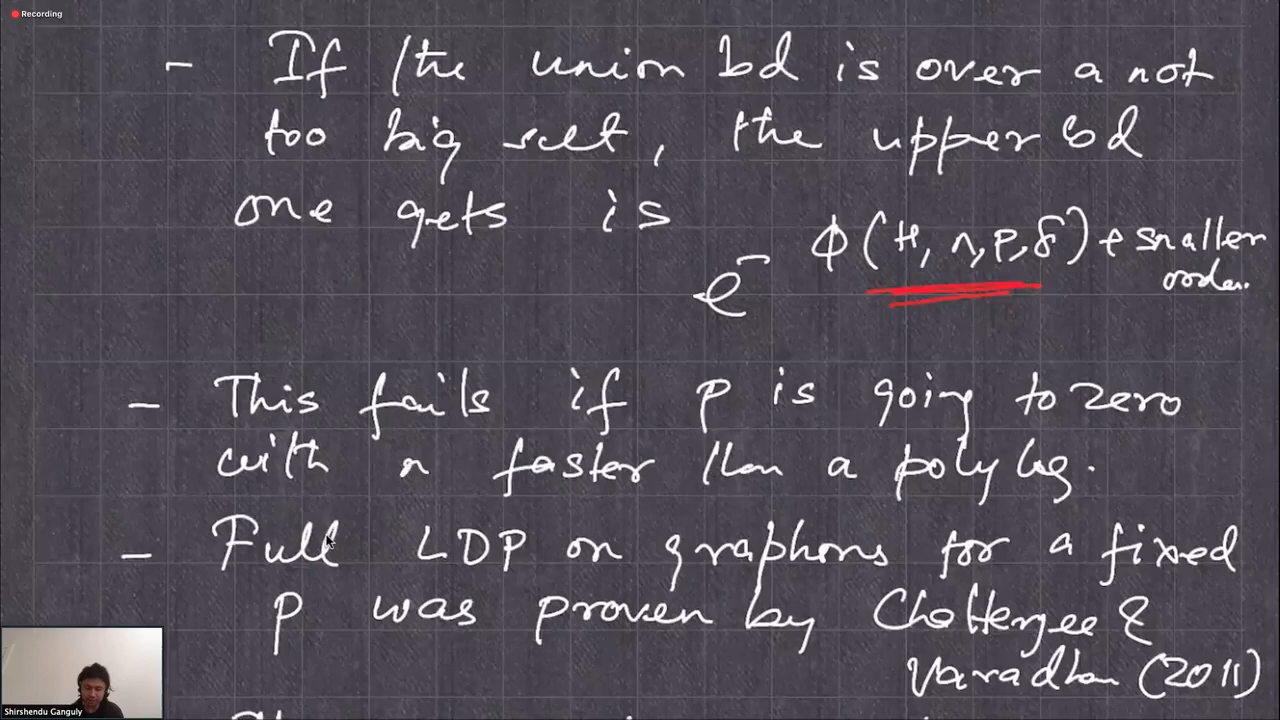 Recording
- If the union bd is over a not
too big set, the upper bd
one gets is
e^- ϕ(H, n, p, δ) + smaller
order.
- This fails if p is going to zero
with n faster than a polylog.
- Full LDP on graphons for a fixed
p was proven by Chatterjee &
Varadhan (2011)
Shirshendu Ganguly